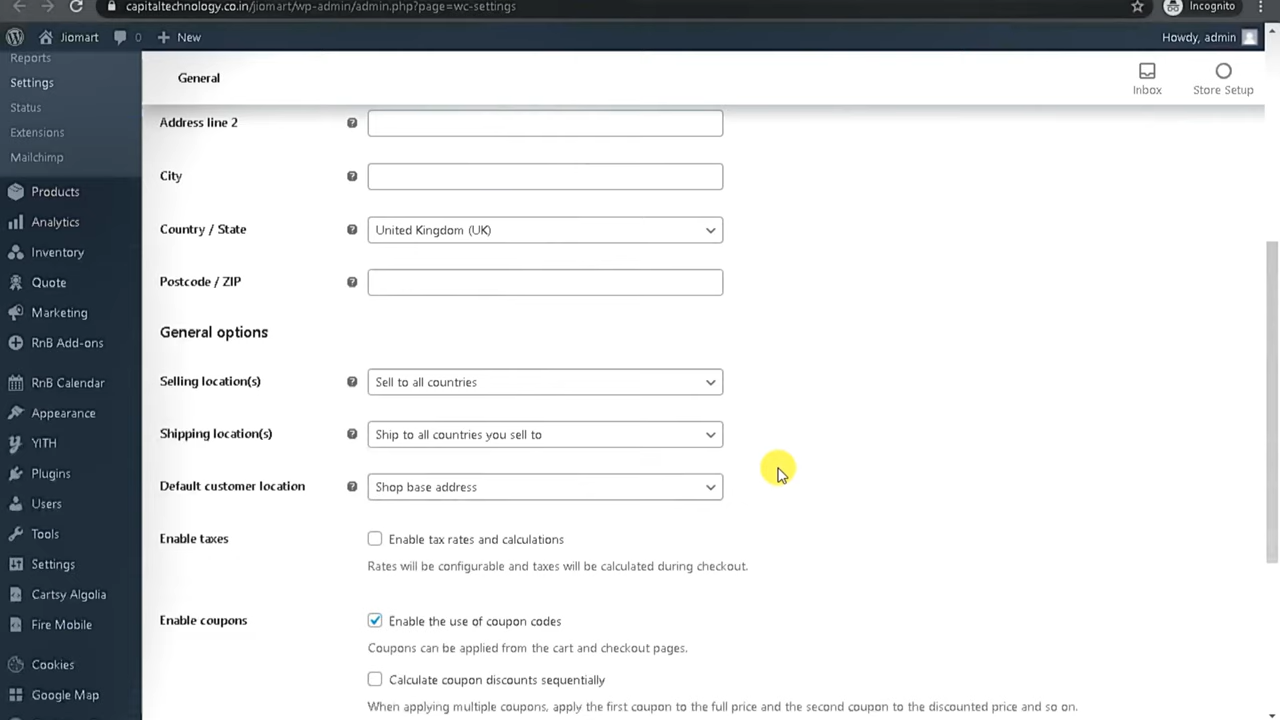 capitaltechnology.co.in/jiomart/wp-admin/admin.php?page=wc-settings
Incognito
Jiomart
0
New
Howdy, admin
Reports
Settings
Status
Extensions
Mailchimp
Products
Analytics
Inventory
Quote
Marketing
RnB Add-ons
RnB Calendar
Appearance
YITH
Plugins
Users
Tools
Settings
Cartsy Algolia
Fire Mobile
Cookies
Google Map
General
Inbox
Store Setup
Address line 2
City
Country / State
United Kingdom (UK)
Postcode / ZIP
General options
Selling location(s)
Sell to all countries
Shipping location(s)
Ship to all countries you sell to
Default customer location
Shop base address
Enable taxes
Enable tax rates and calculations
Rates will be configurable and taxes will be calculated during checkout.
Enable coupons
Enable the use of coupon codes
Coupons can be applied from the cart and checkout pages.
Calculate coupon discounts sequentially
When applying multiple coupons, apply the first coupon to the full price and the second coupon to the discounted price and so on.